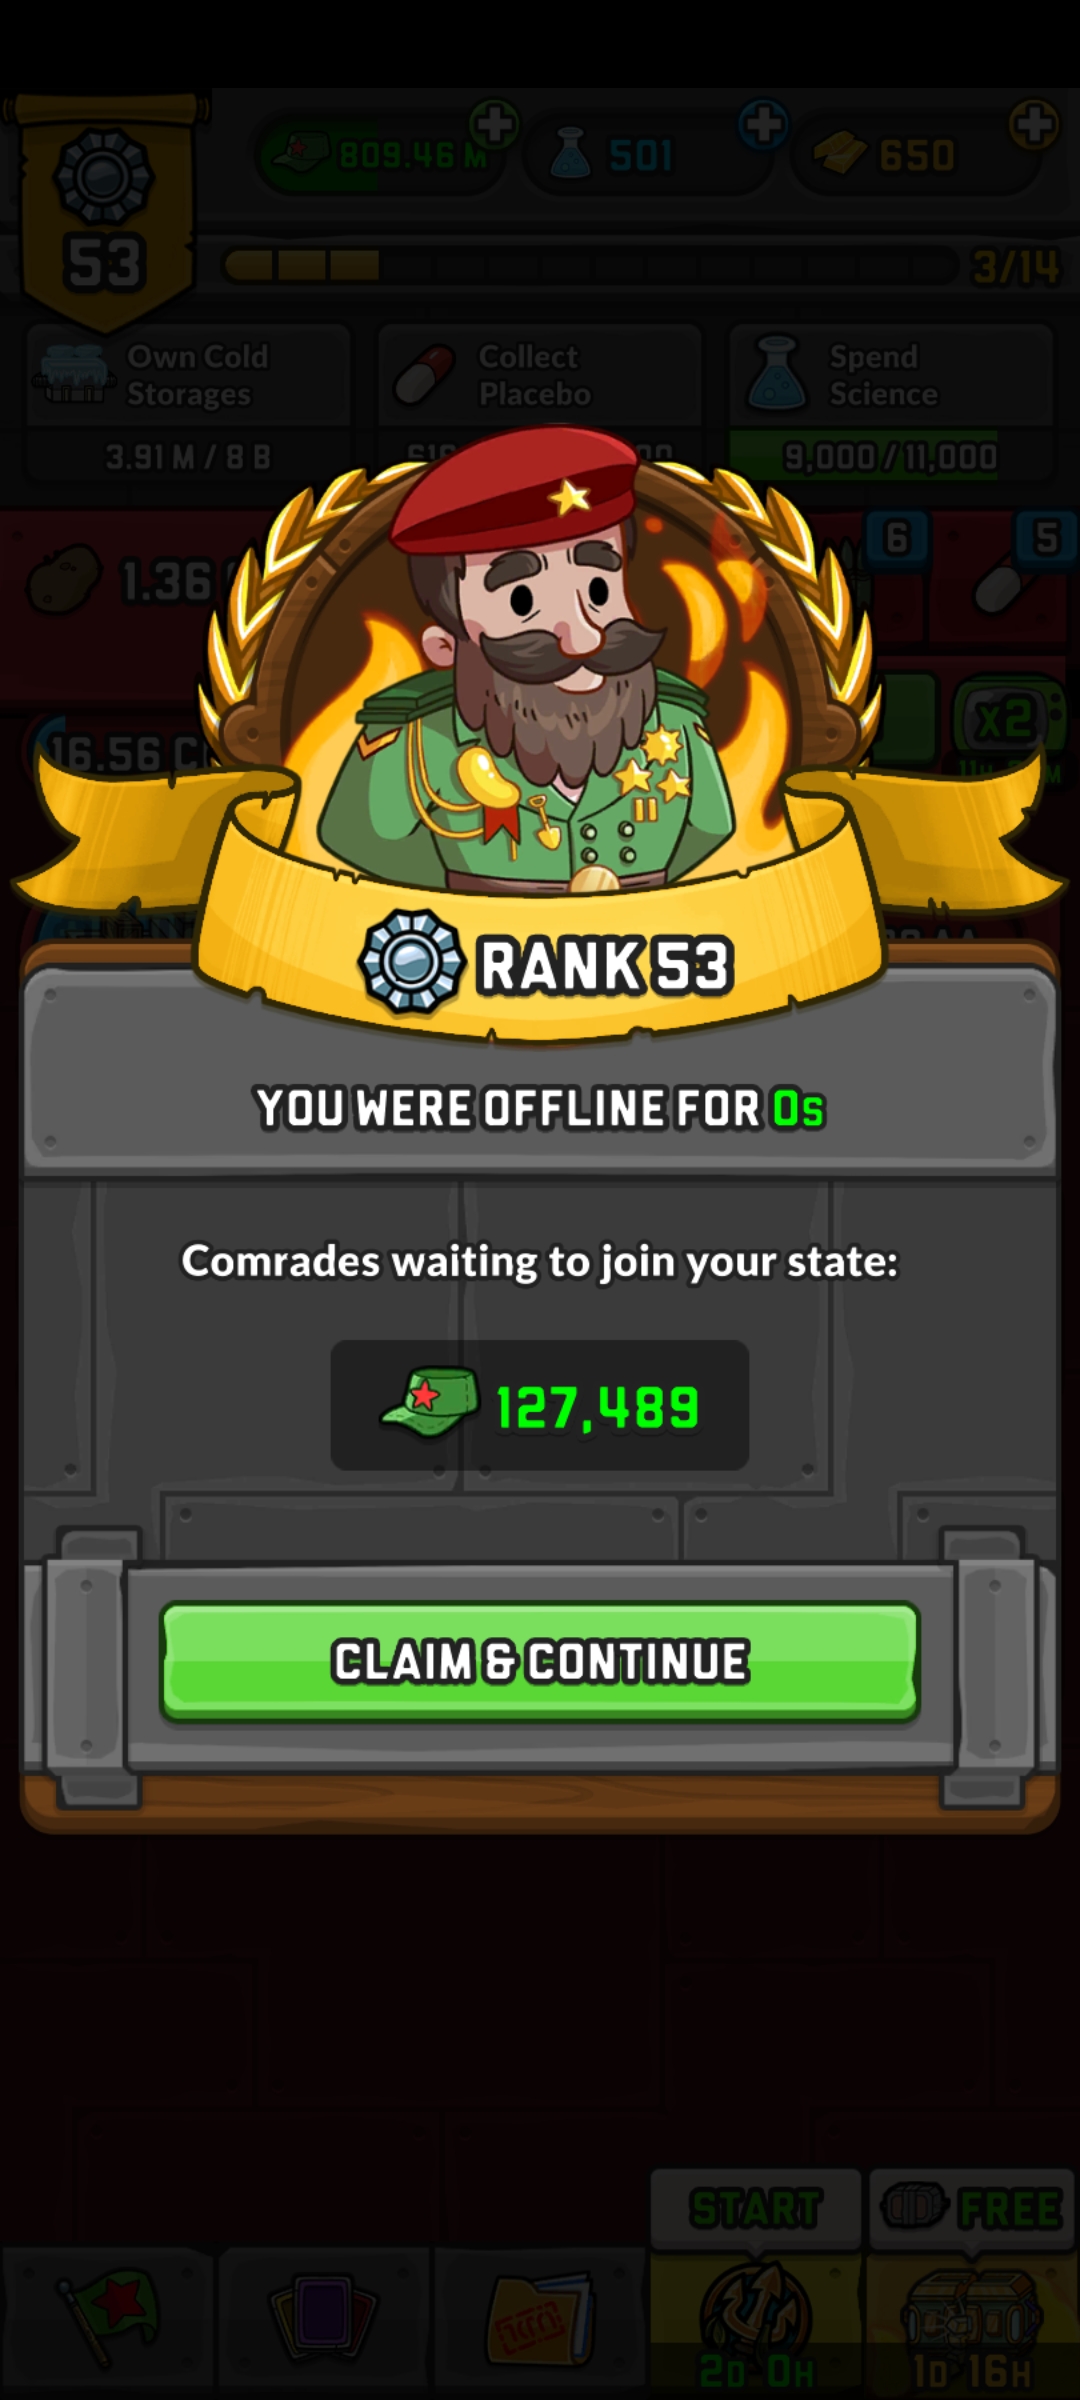 809.46 M
501
650
53
3/14
Own Cold
Storages
Collect
Placebo
Spend
Science
3.91 M / 8 B
9,000/11,000
1.36
6
5
16.56
x2
RANK 53
YOU WERE OFFLINE FOR 0s
Comrades waiting to join your state:
127,489
CLAIM & CONTINUE
START
FREE
2D 0H
1D 16H